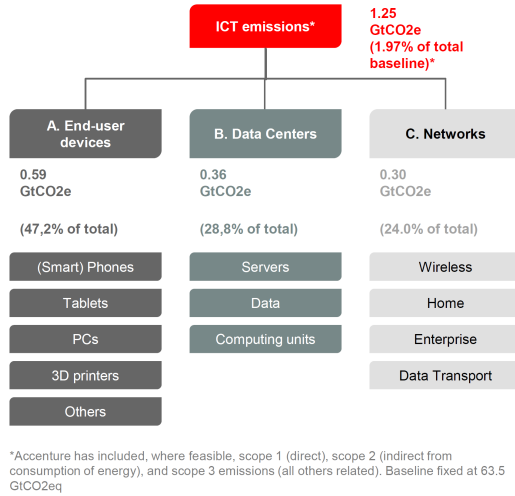 ICT emissions*
1.25
GtCO2e
(1.97% of total
baseline)*
A. End-user
devices
0.59
GtCO2e
(47,2% of total)
(Smart) Phones
Tablets
PCs
3D printers
Others
B. Data Centers
0.36
GtCO2e
(28,8% of total)
Servers
Data
Computing units
C. Networks
0.30
GtCO2e
(24.0% of total)
Wireless
Home
Enterprise
Data Transport
*Accenture has included, where feasible, scope 1 (direct), scope 2 (indirect from
consumption of energy), and scope 3 emissions (all others related). Baseline fixed at 63.5
GtCO2eq